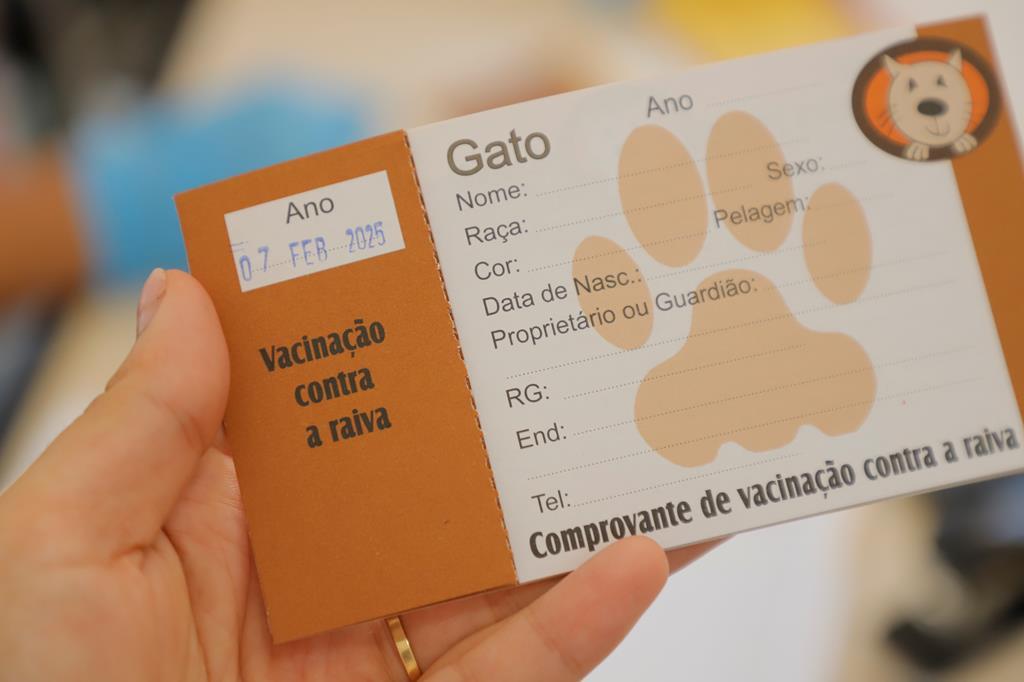 Ano
07 FEB 2025
Vacinação
contra
a raiva
Gato
Ano
Nome:
Sexo:
Raça:
Pelagem:
Cor:
Data de Nasc.:
Proprietário ou Guardião:
RG:
End:
Tel:
Comprovante de vacinação contra a raiva